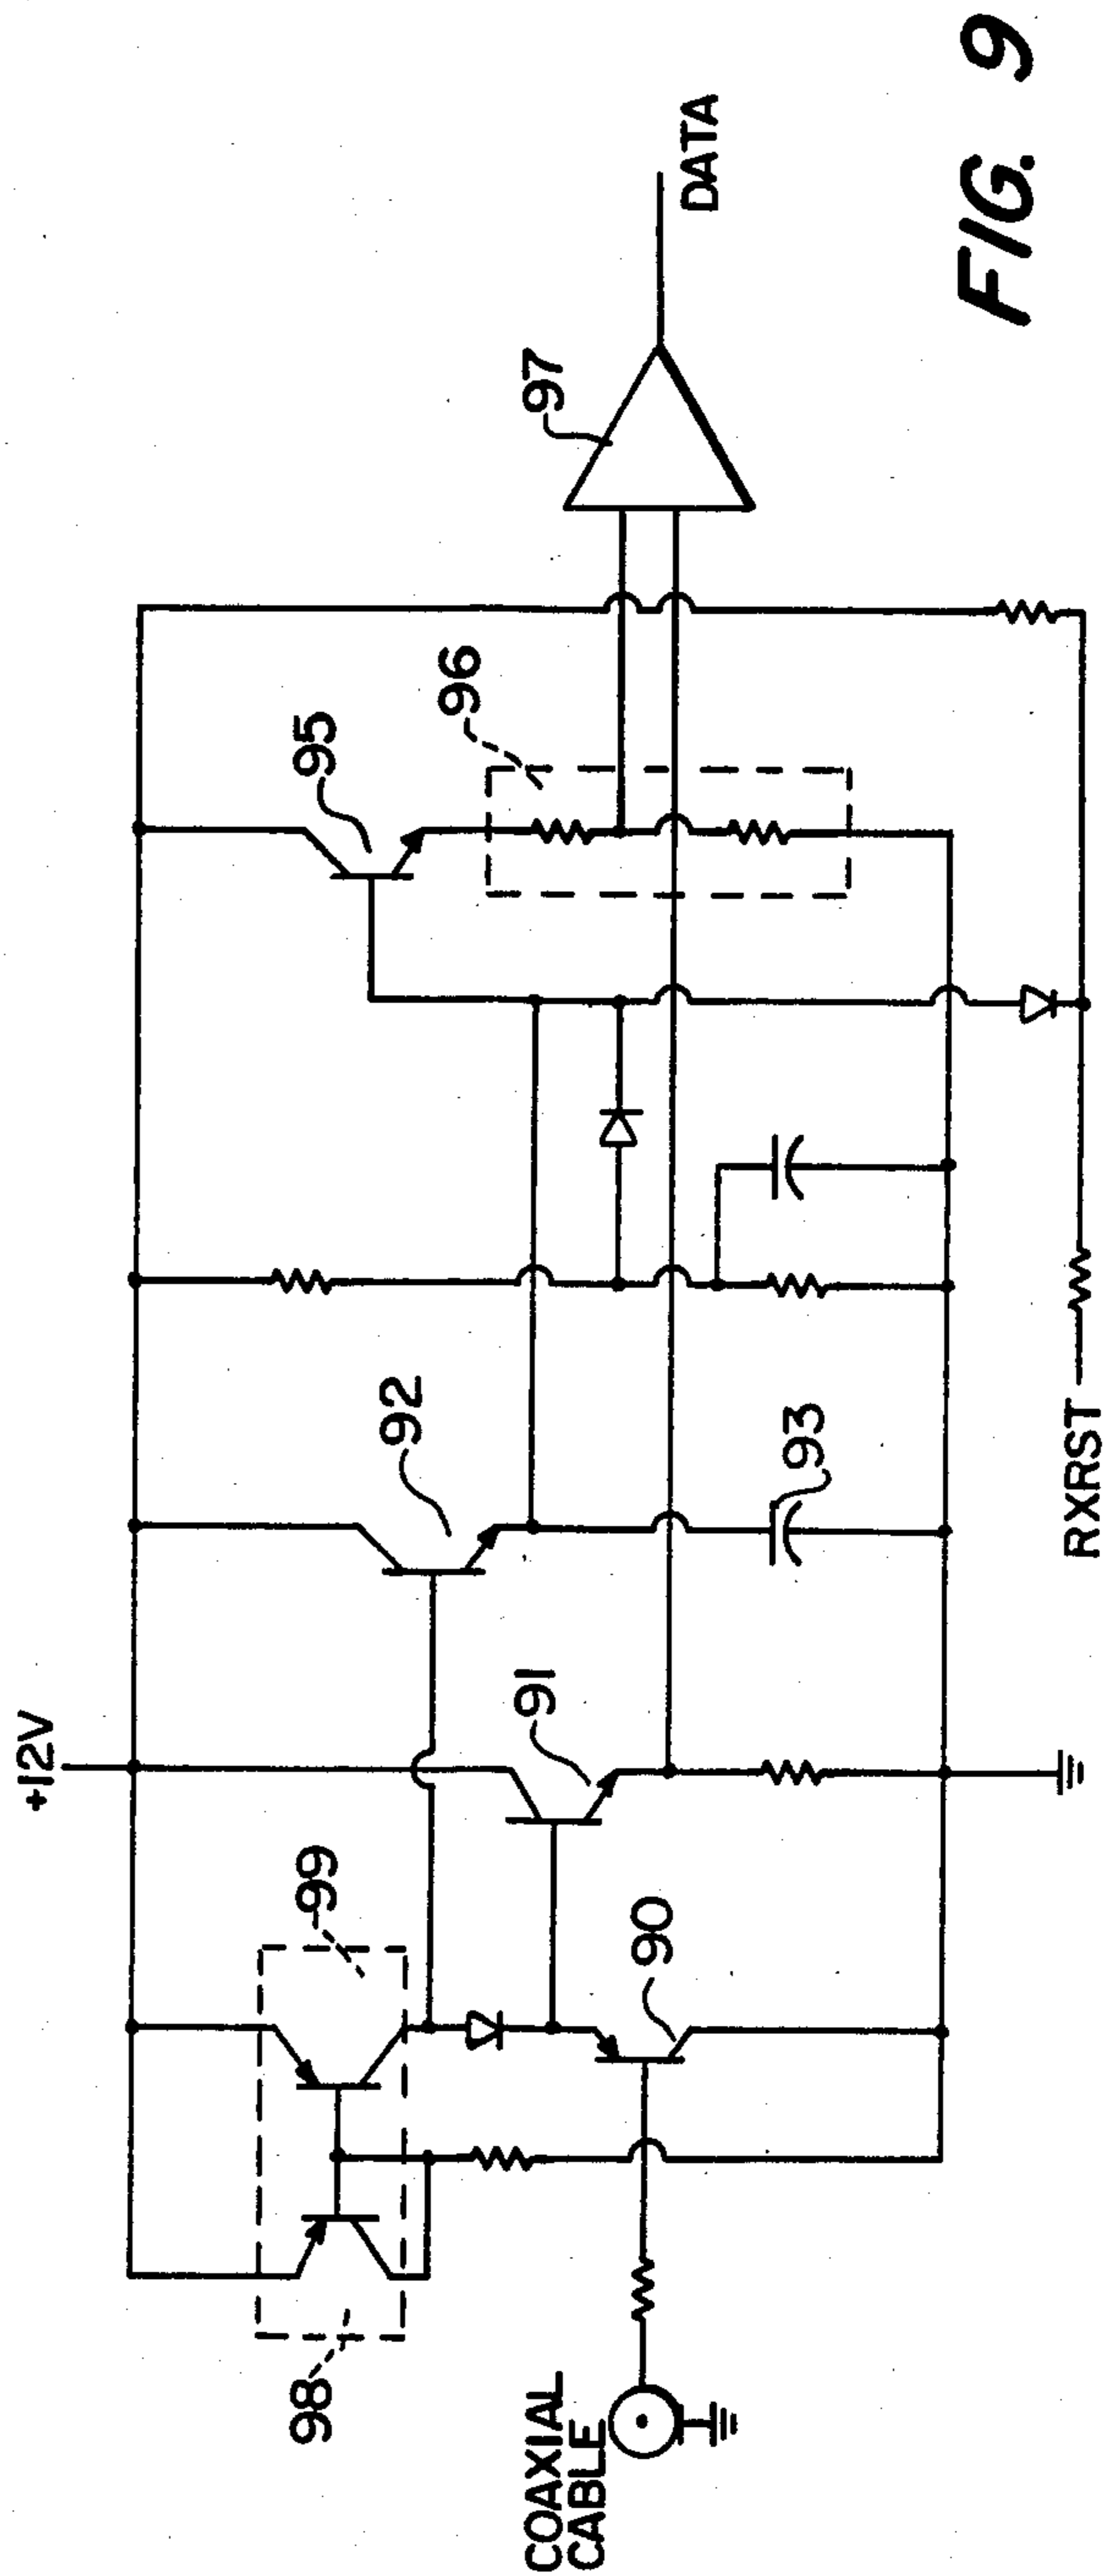 +12V
98
99
90
91
92
93
95
96
97
COAXIAL
CABLE
RXRST
DATA
FIG. 9